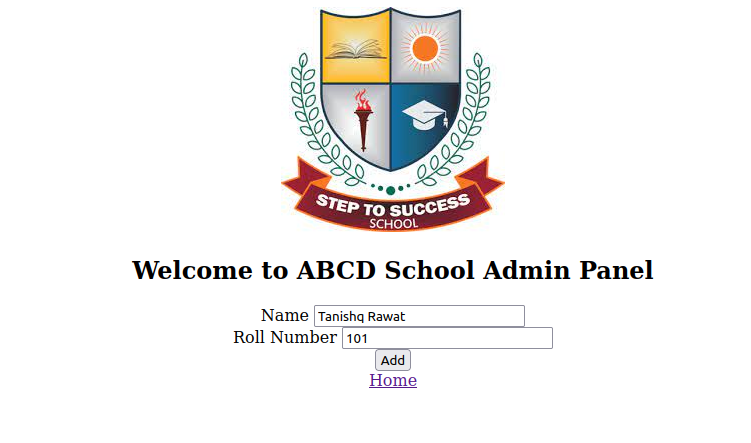 STEP TO SUCCESS
SCHOOL
Welcome to ABCD School Admin Panel
Name Tanishq Rawat
Roll Number 101
Add
Home